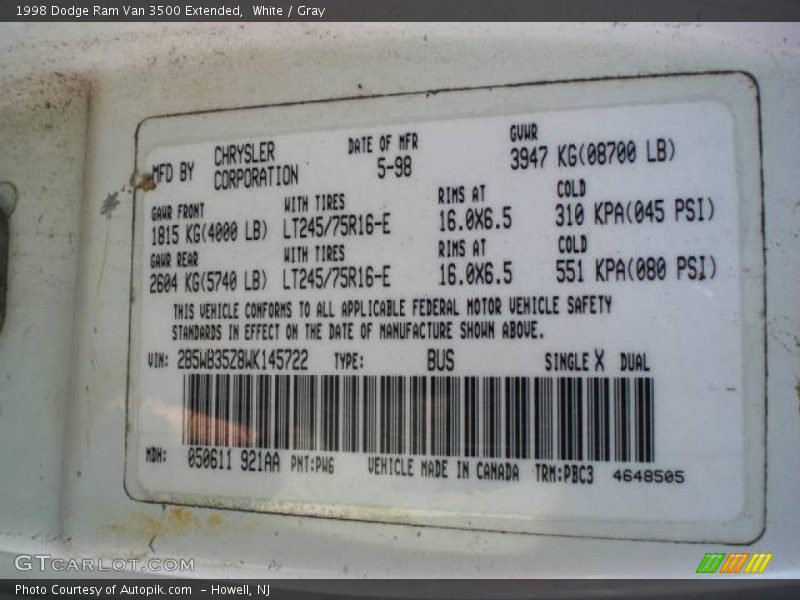 1998 Dodge Ram Van 3500 Extended,  White / Gray
MFD BY CHRYSLER CORPORATION DATE OF MFR 5-98 GVWR 3947 KG(08700 LB)
GAWR FRONT WITH TIRES RIMS AT COLD
1815 KG(4000 LB) LT245/75R16-E 16.0X6.5 310 KPA(045 PSI)
GAWR REAR WITH TIRES RIMS AT COLD
2604 KG(5740 LB) LT245/75R16-E 16.0X6.5 551 KPA(080 PSI)
THIS VEHICLE CONFORMS TO ALL APPLICABLE FEDERAL MOTOR VEHICLE SAFETY
STANDARDS IN EFFECT ON THE DATE OF MANUFACTURE SHOWN ABOVE.
VIN: 2B5WB35Z8WK145722 TYPE: BUS SINGLE X DUAL
MDH: 050611 921AA PNT:PW6 VEHICLE MADE IN CANADA TRM:PBC3 4648505
GTCARLOT.COM
Photo Courtesy of Autopik.com  – Howell, NJ